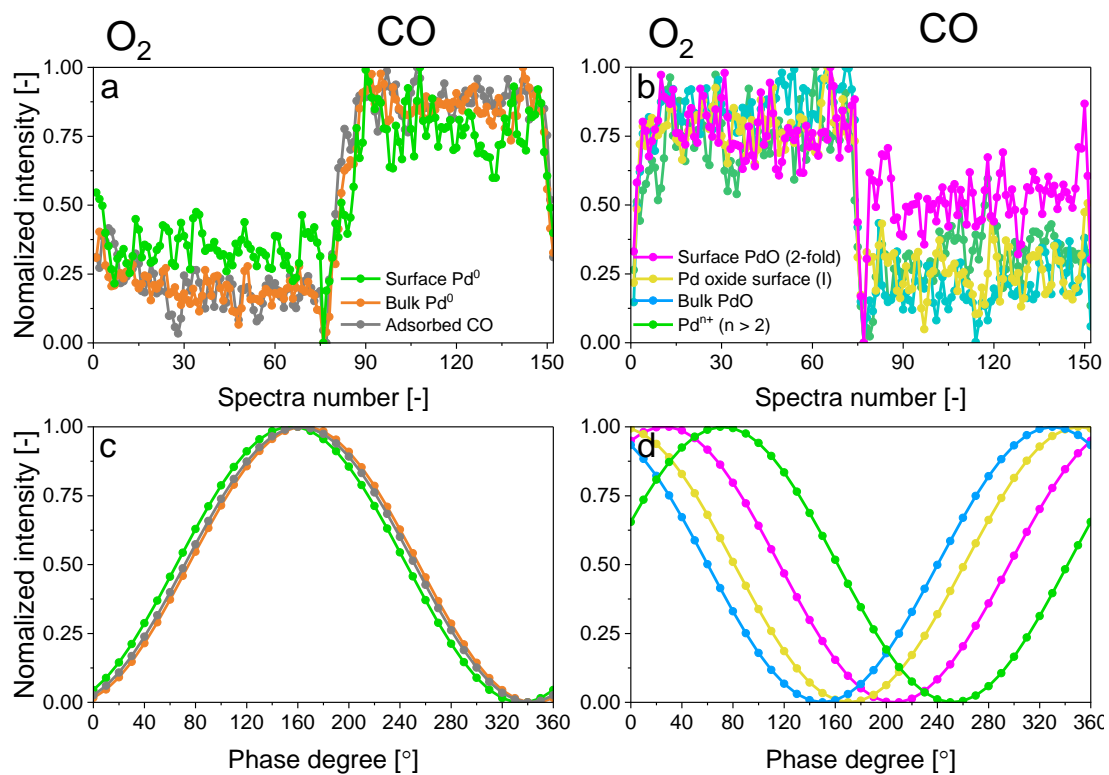 O₂ CO
O₂ CO
a
1.00
0.75
0.50
0.25
0.00
Nomalized intensity [-]
Surface Pd⁰
Bulk Pd⁰
Adsorbed CO
0 30 60 90 120 150
Spectra number [-]
b
1.00
0.75
0.50
0.25
0.00
Surface PdO (2-fold)
Pd oxide surface (I)
Bulk PdO
Pdⁿ⁺ (n > 2)
0 30 60 90 120 150
Spectra number [-]
c
1.00
0.75
0.50
0.25
0.00
Normalized intensity [-]
0 40 80 120 160 200 240 280 320 360
Phase degree [°]
d
1.00
0.75
0.50
0.25
0.00
0 40 80 120 160 200 240 280 320 360
Phase degree [°]